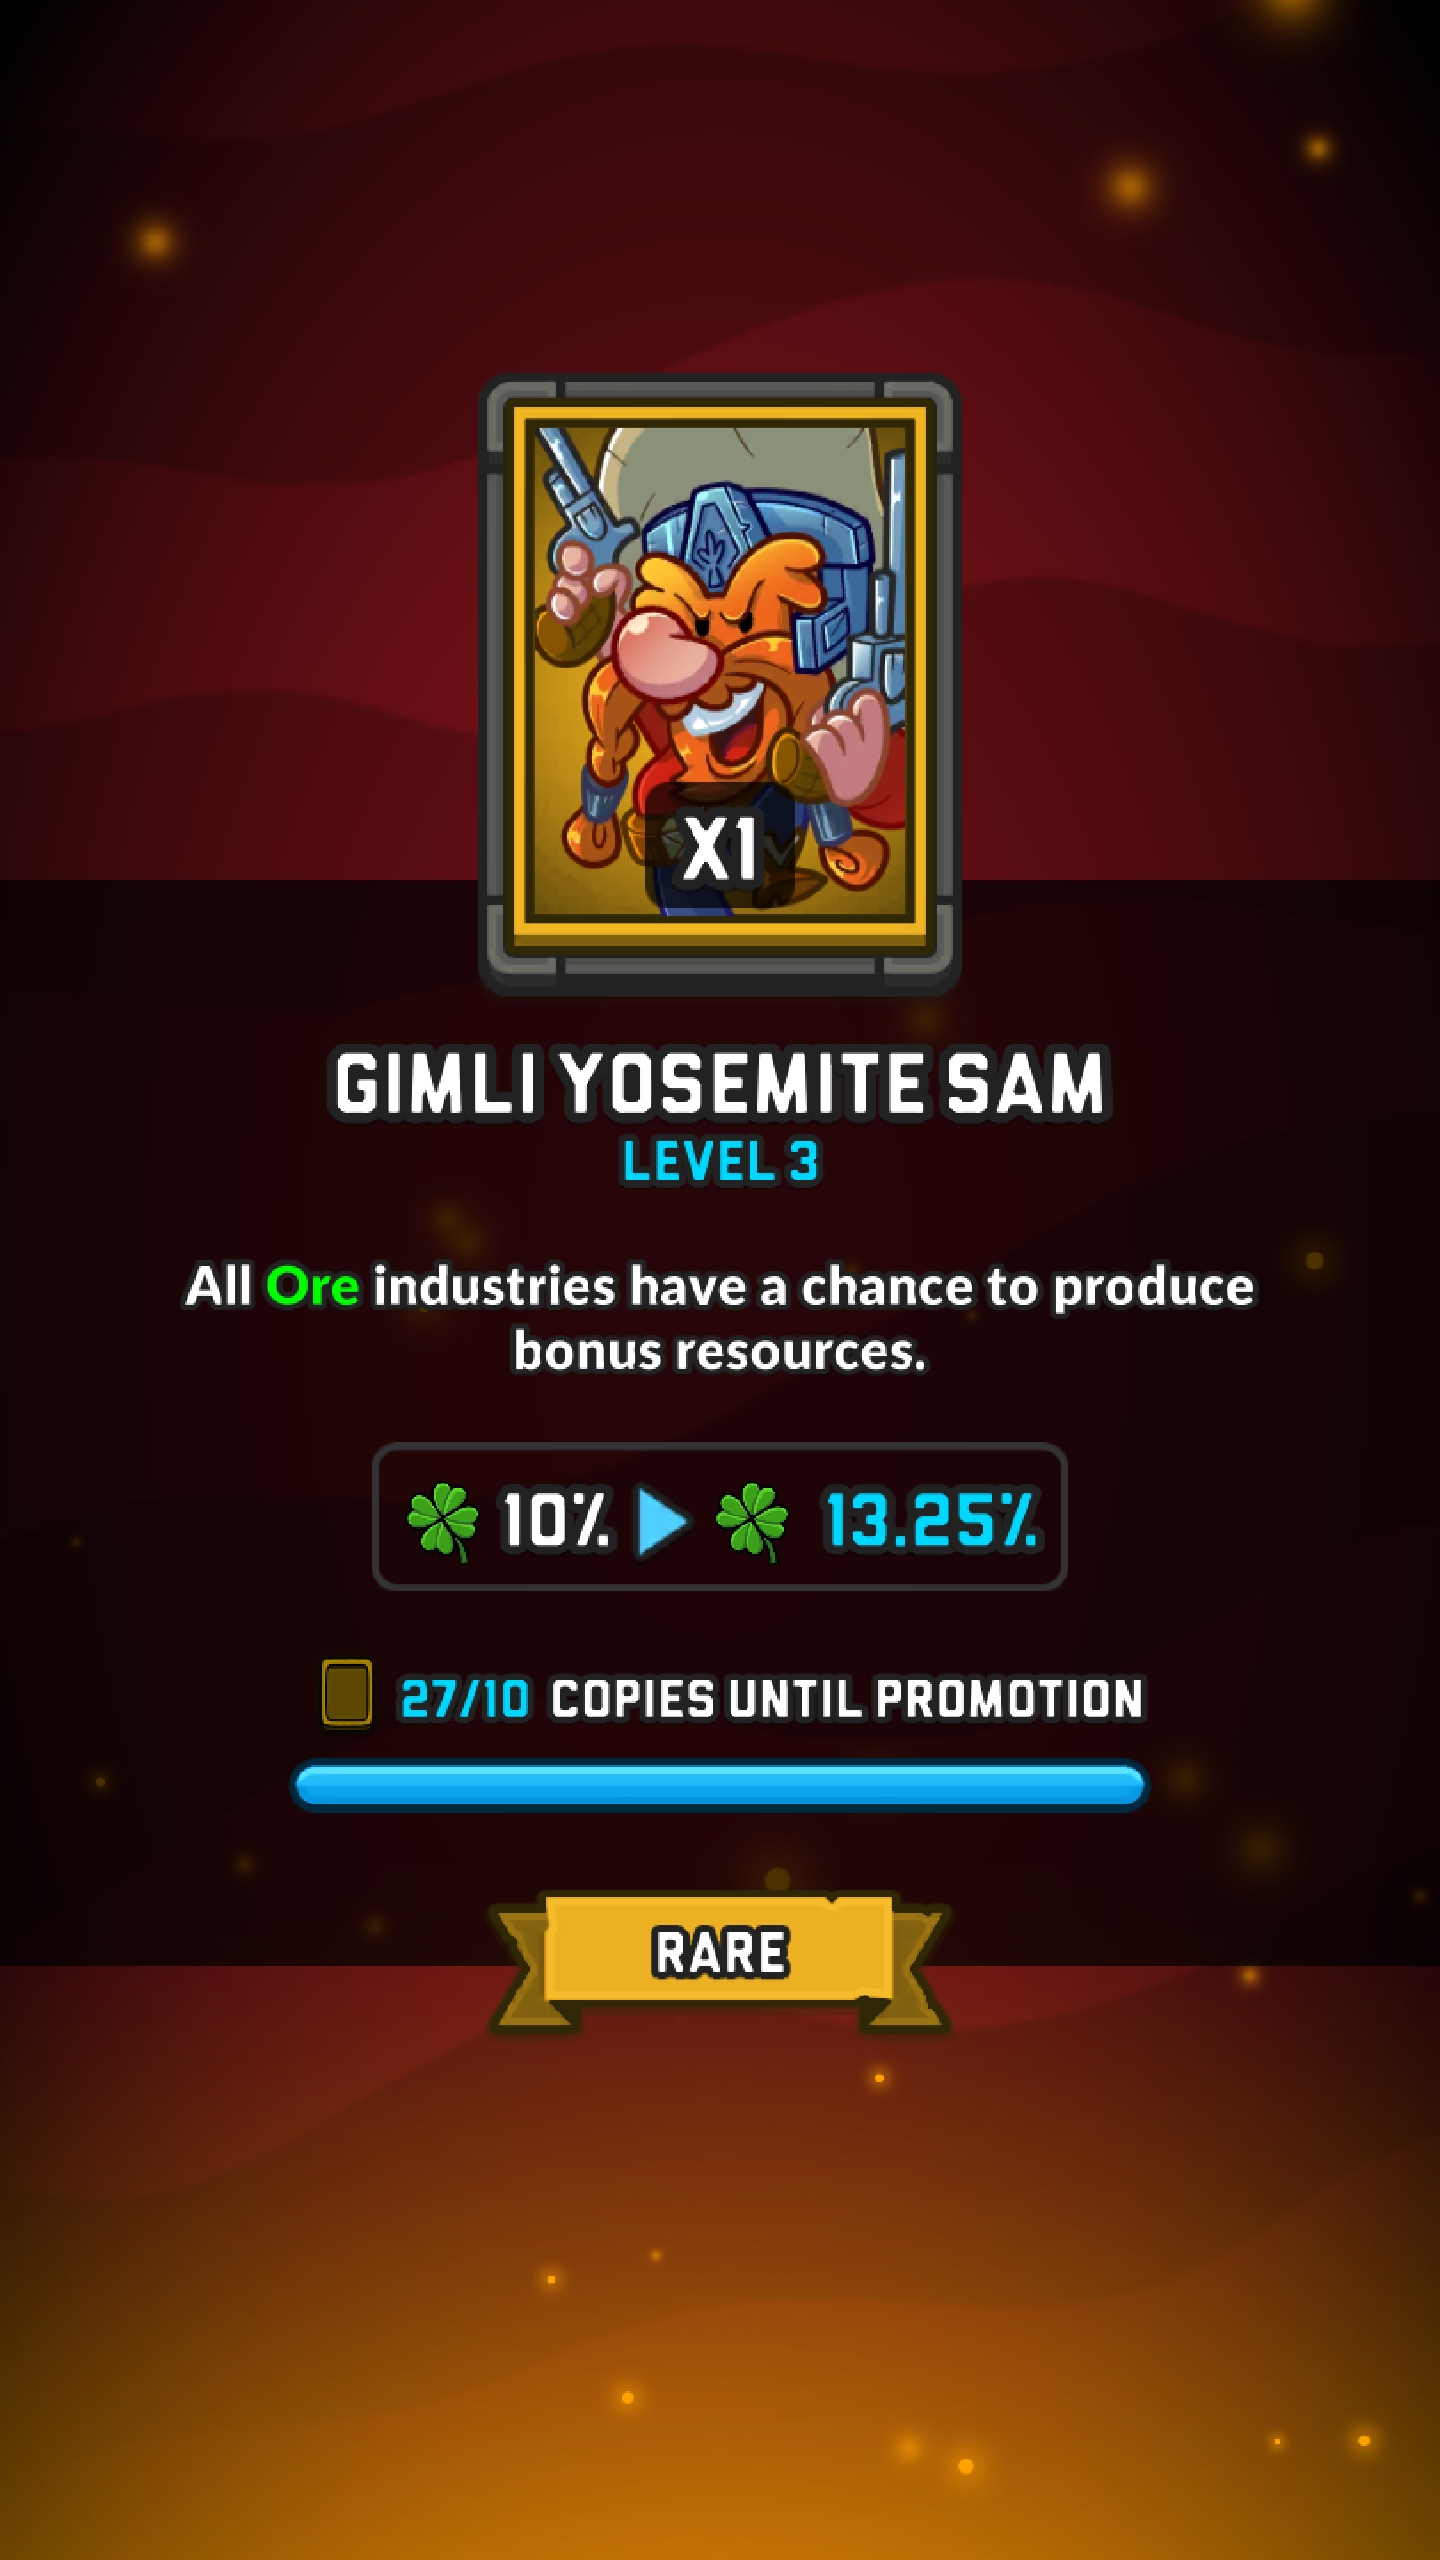 X1
GIMLI YOSEMITE SAM
LEVEL 3
All Ore industries have a chance to produce
bonus resources.
10% 13.25%
27/10 COPIES UNTIL PROMOTION
RARE